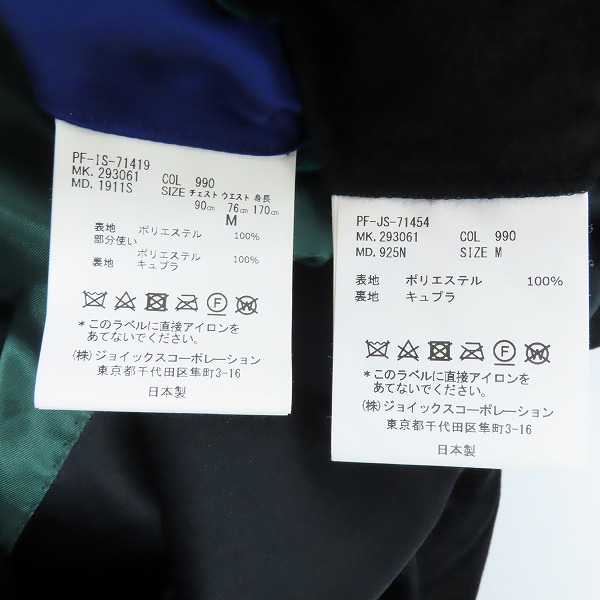 PF-IS-71419
MK. 293061 COL 990
MD. 1911S SIZE チェスト ウエスト 身長
90cm 76cm 170cm
M
表地 ポリエステル 100%
部分使い
ポリエステル 100%
裏地 キュプラ
＊このラベルに直接アイロンを
あてないでください。
(株)ジョイックスコーポレーション
東京都千代田区隼町3-16
日本製
PF-JS-71454
MK. 293061 COL 990
MD. 925N SIZE M
表地 ポリエステル 100%
裏地 キュプラ
＊このラベルに直接アイロンを
あてないでください。
(株)ジョイックスコーポレーション
東京都千代田区隼町3-16
日本製